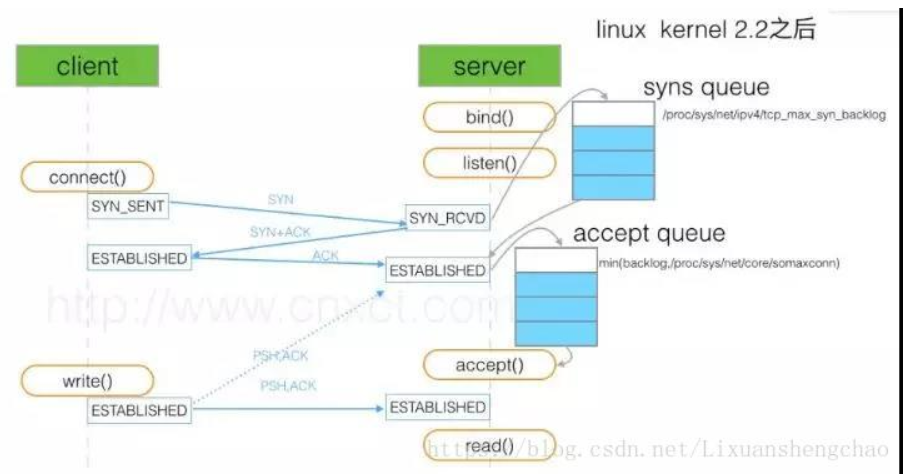 linux kernel 2.2之后
client
server
syns queue
/proc/sys/net/ipv4/tcp_max_syn_backlog
bind()
listen()
connect()
SYN_SENT
SYN
SYN_RCVD
SYN+ACK
accept queue
ESTABLISHED
ACK
ESTABLISHED
min(backlog,/proc/sys/net/core/somaxconn)
http://www.cnxct.com
PSH,ACK
accept()
write()
PSH,ACK
ESTABLISHED
ESTABLISHED
read()
https://blog.csdn.net/Lixuanshengchao